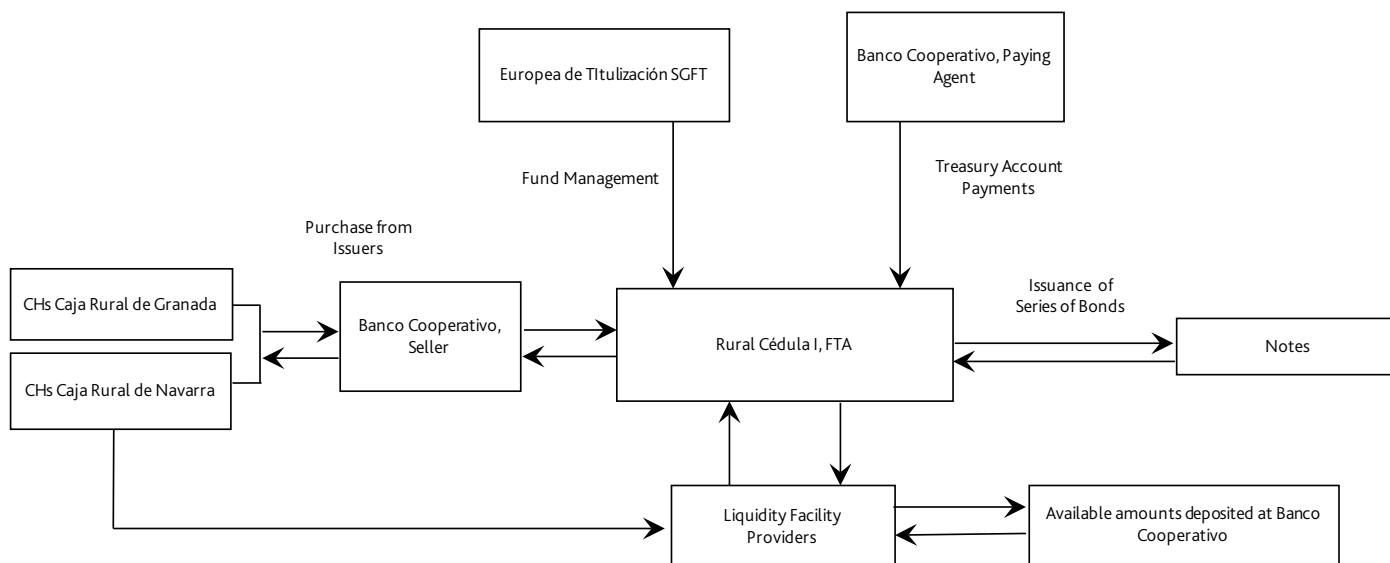 Europea de TItulización SGFT
Banco Cooperativo, Paying
Agent
Fund Management
Treasury Account
Payments
Purchase from
Issuers
CHs Caja Rural de Granada
CHs Caja Rural de Navarra
Banco Cooperativo,
Seller
Rural Cédula I, FTA
Issuance of
Series of Bonds
Notes
Liquidity Facility
Providers
Available amounts deposited at Banco
Cooperativo